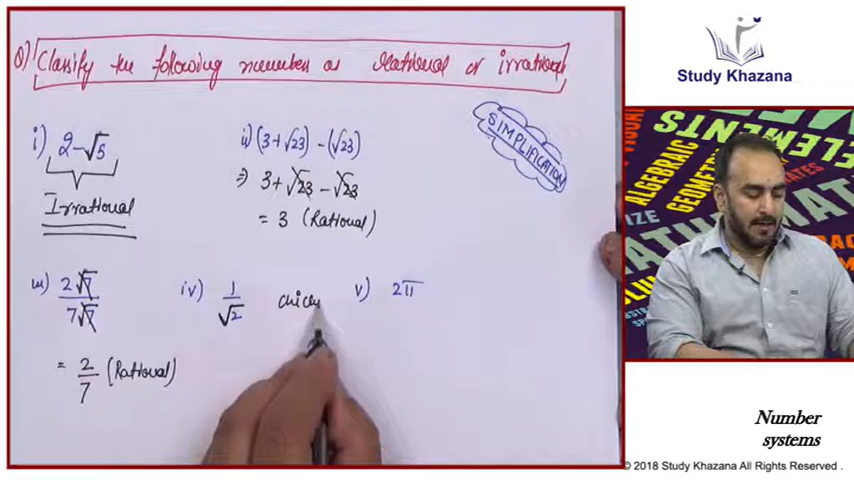 Q) Classify the following numbers as Rational or irrational
i) 2 - √5
Irrational
ii) (3 + √23) - (√23)
⇒ 3 + √23 - √23
= 3 (Rational)
SIMPLIFICATION
iii) 2√7 / 7√7
= 2/7 (Rational)
iv) 1/√2
v) 2π
Study Khazana
ALGEBRAIC
ELEMENTS
Number
systems
© 2018 Study Khazana All Rights Reserved .